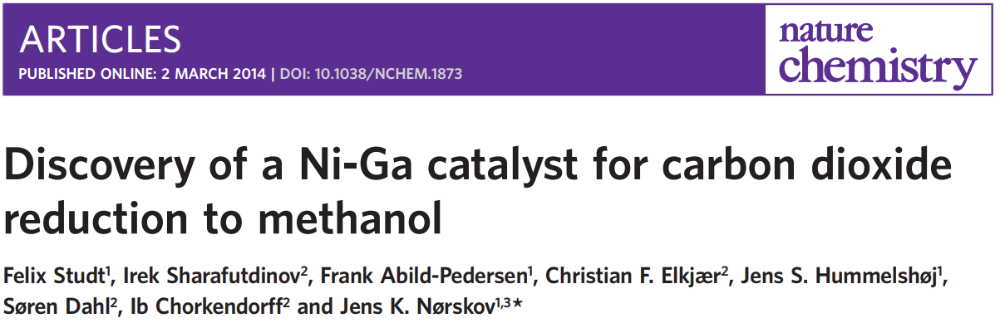 ARTICLES
PUBLISHED ONLINE: 2 MARCH 2014 | DOI: 10.1038/NCHEM.1873
nature
chemistry
Discovery of a Ni-Ga catalyst for carbon dioxide
reduction to methanol
Felix Studt¹, Irek Sharafutdinov², Frank Abild-Pedersen¹, Christian F. Elkjær², Jens S. Hummelshøj¹,
Søren Dahl², Ib Chorkendorff² and Jens K. Nørskov¹,³★